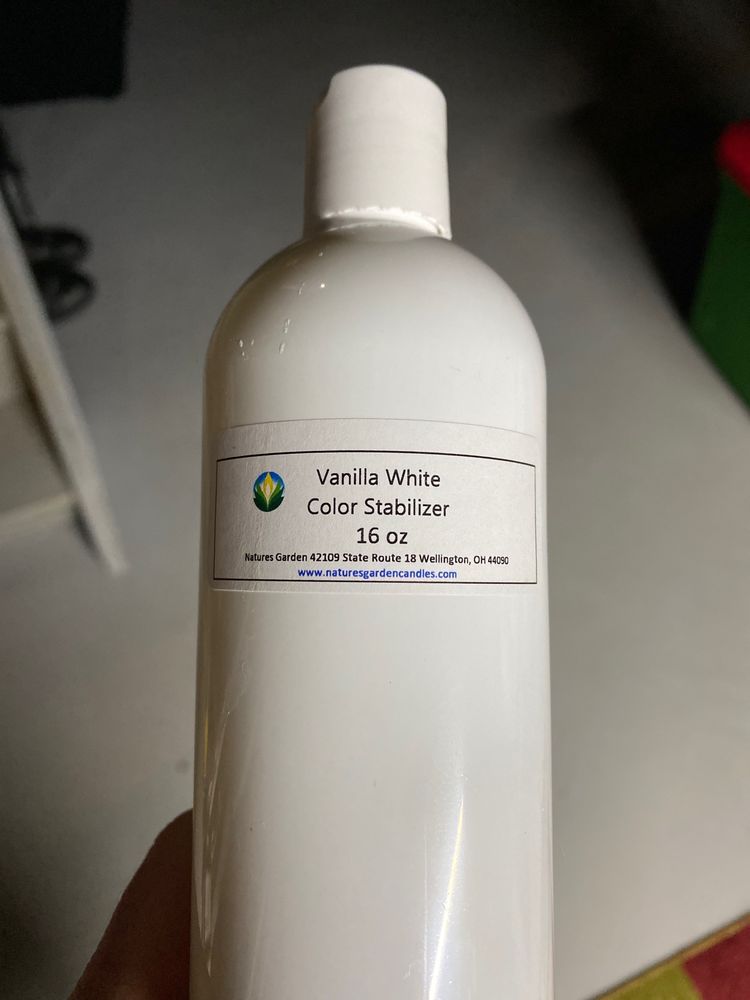 Vanilla White
Color Stabilizer
16 oz
Natures Garden 42109 State Route 18 Wellington, OH 44090
www.naturesgardencandles.com